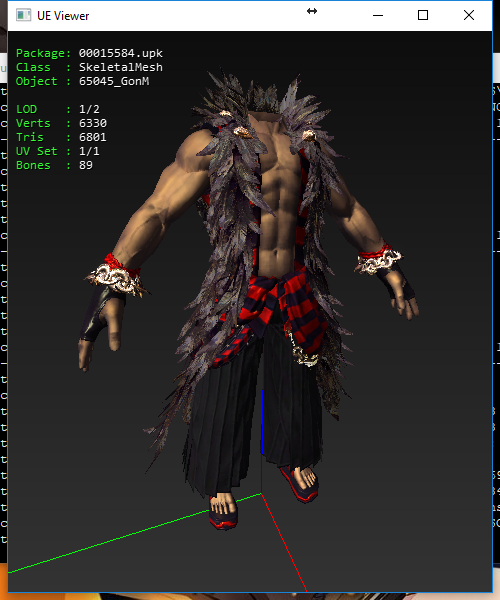 UE Viewer
Package: 00015584.upk
Class  : SkeletalMesh
Object : 65045_GonM
LOD    : 1/2
Verts  : 6330
Tris   : 6801
UV Set : 1/1
Bones  : 89